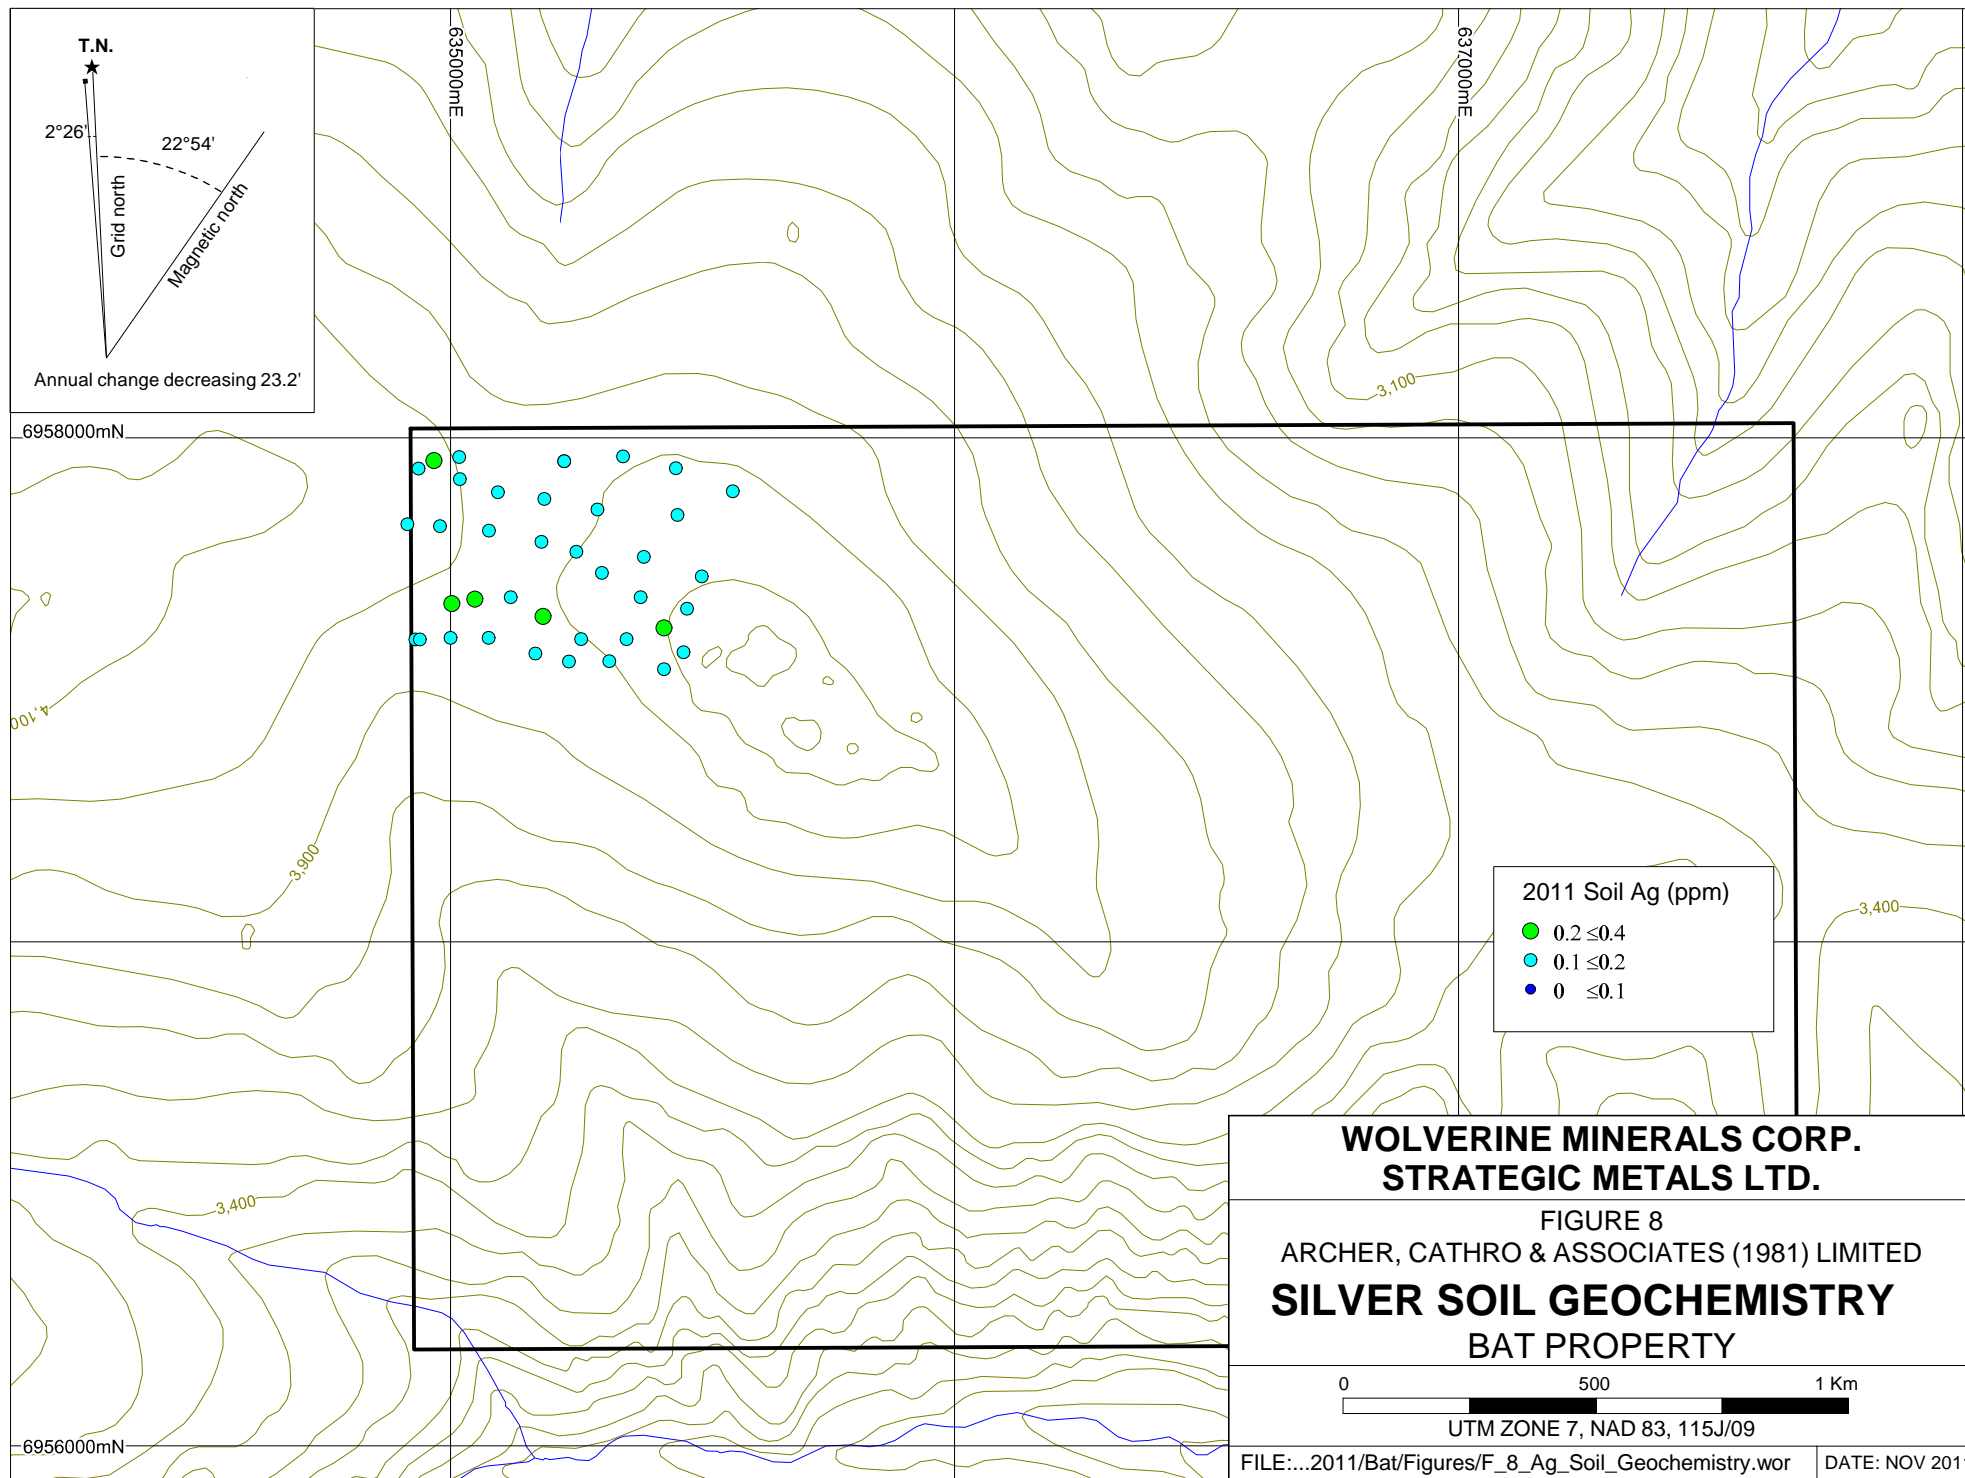 T.N.
2°26'
22°54'
Grid north
Magnetic north
Annual change decreasing 23.2'
635000mE
637000mE
3,100
6958000mN
4,100
3,900
3,400
2011 Soil Ag (ppm)
0.2 ≤0.4
0.1 ≤0.2
0 ≤0.1
3,400
WOLVERINE MINERALS CORP.
STRATEGIC METALS LTD.
FIGURE 8
ARCHER, CATHRO & ASSOCIATES (1981) LIMITED
SILVER SOIL GEOCHEMISTRY
BAT PROPERTY
0 500 1 Km
UTM ZONE 7, NAD 83, 115J/09
6956000mN
FILE:...2011/Bat/Figures/F_8_Ag_Soil_Geochemistry.wor
DATE: NOV 2011